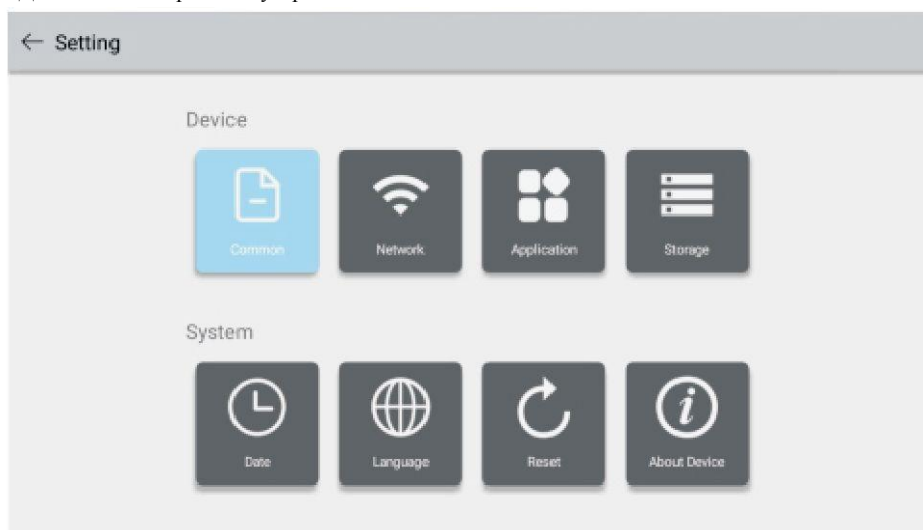 Setting
Device
Common
Network
Application
Storage
System
Date
Language
Reset
About Device